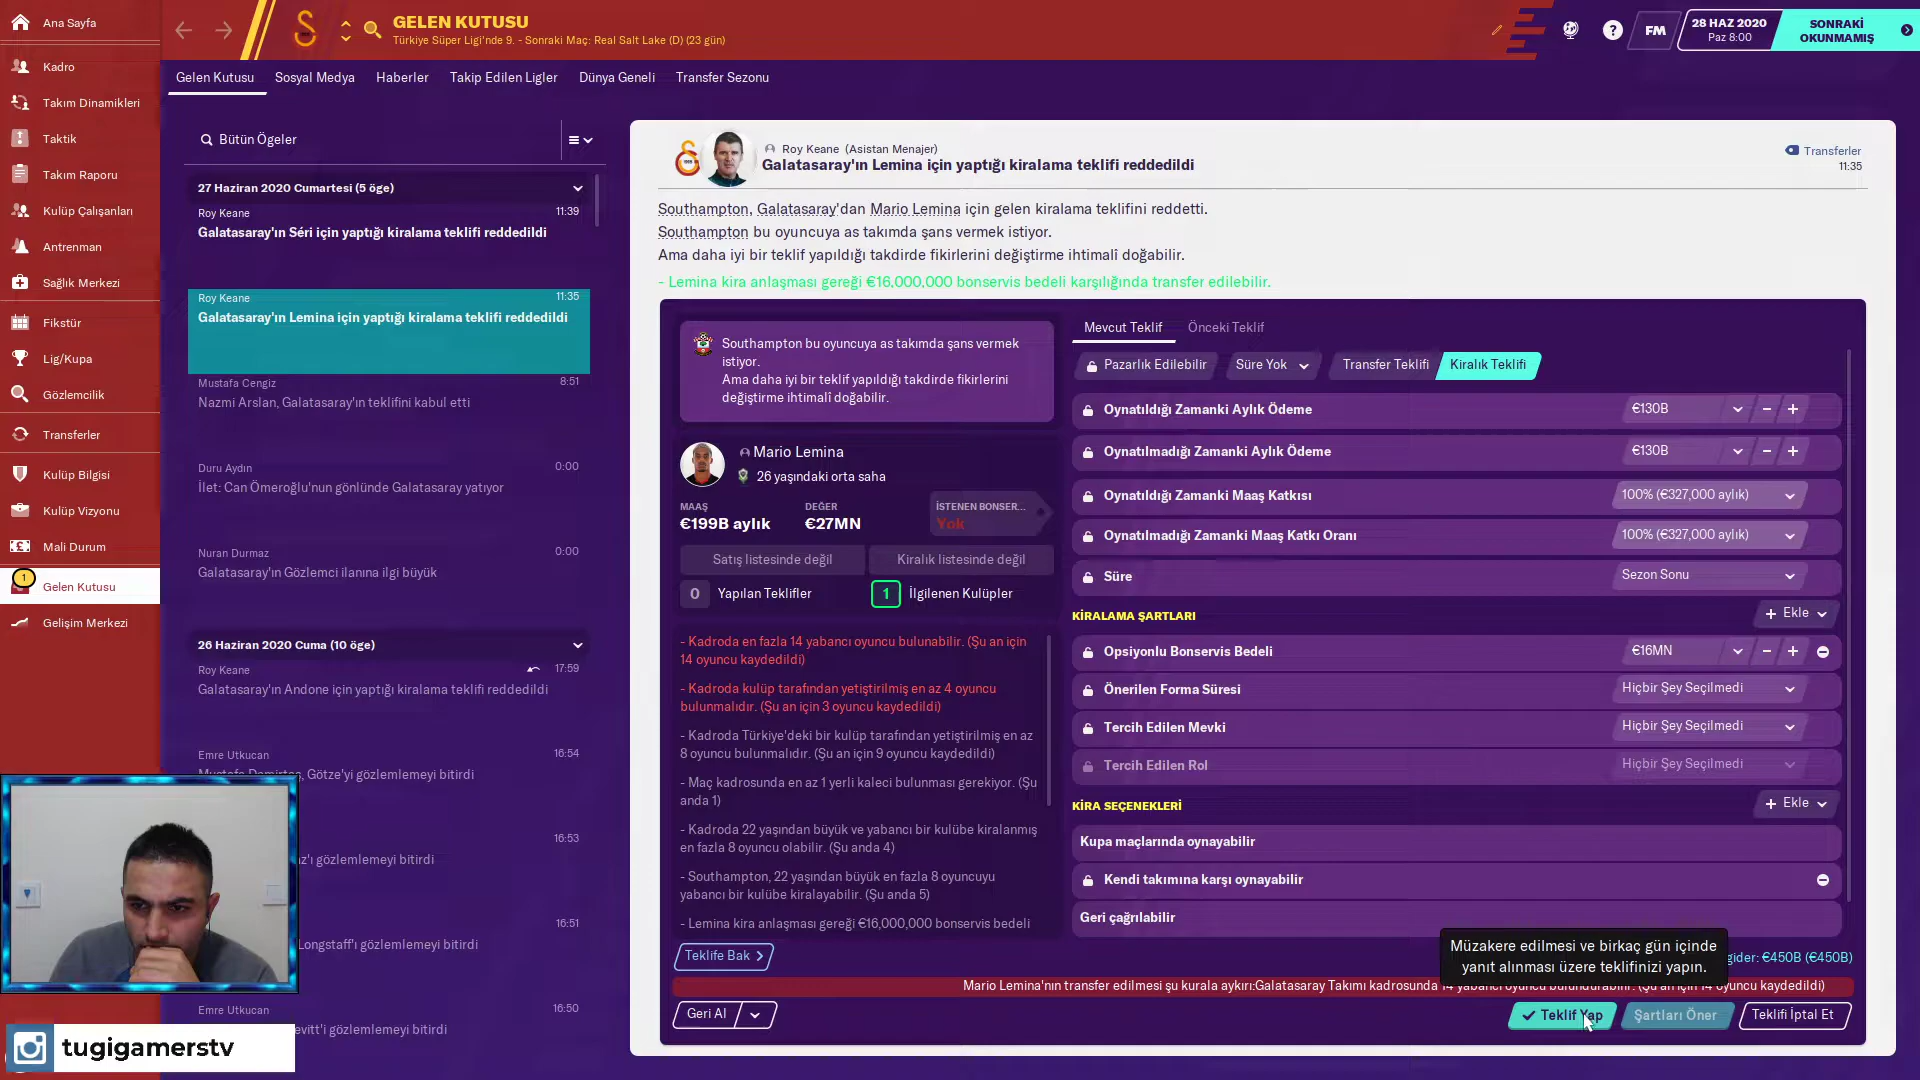 Ana Sayfa
Kadro
Takım Dinamikleri
Taktik
Takım Raporu
Kulüp Çalışanları
Antrenman
Sağlık Merkezi
Fikstür
Lig/Kupa
Gözlemcilik
Transferler
Kulüp Bilgisi
Kulüp Vizyonu
Mali Durum
1
Gelen Kutusu
Gelişim Merkezi
GELEN KUTUSU
Türkiye Süper Ligi'nde 9. - Sonraki Maç: Real Salt Lake (D) (23 gün)
?
FM
28 HAZ 2020
Paz 8:00
SONRAKİ
OKUNMAMIŞ
Gelen Kutusu
Sosyal Medya
Haberler
Takip Edilen Ligler
Dünya Geneli
Transfer Sezonu
Bütün Ögeler
27 Haziran 2020 Cumartesi (5 öge)
Roy Keane 11:39
Galatasaray'ın Séri için yaptığı kiralama teklifi reddedildi
Roy Keane 11:35
Galatasaray'ın Lemina için yaptığı kiralama teklifi reddedildi
Mustafa Cengiz 8:51
Nazmi Arslan, Galatasaray'ın teklifini kabul etti
Duru Aydın 0:00
İlet: Can Ömeroğlu'nun gönlünde Galatasaray yatıyor
Nuran Durmaz 0:00
Galatasaray'ın Gözlemci ilanına ilgi büyük
26 Haziran 2020 Cuma (10 öge)
Roy Keane 17:59
Galatasaray'ın Andone için yaptığı kiralama teklifi reddedildi
Emre Utkucan 16:54
Götze'yi gözlemlemeyi bitirdi
16:53
z'ı gözlemlemeyi bitirdi
16:51
Longstaff'ı gözlemlemeyi bitirdi
Emre Utkucan 16:50
evitt'i gözlemlemeyi bitirdi
tugigamerstv
Roy Keane (Asistan Menajer)
Galatasaray'ın Lemina için yaptığı kiralama teklifi reddedildi
Transferler
11:35
Southampton, Galatasaray'dan Mario Lemina için gelen kiralama teklifini reddetti.
Southampton bu oyuncuya as takımda şans vermek istiyor.
Ama daha iyi bir teklif yapıldığı takdirde fikirlerini değiştirme ihtimalî doğabilir.
- Lemina kira anlaşması gereği €16,000,000 bonservis bedeli karşılığında transfer edilebilir.
Southampton bu oyuncuya as takımda şans vermek
istiyor.
Ama daha iyi bir teklif yapıldığı takdirde fikirlerini
değiştirme ihtimalî doğabilir.
Mario Lemina
26 yaşındaki orta saha
MAAŞ
€199B aylık
DEĞER
€27MN
İSTENEN BONSER...
Yok
Satış listesinde değil
Kiralık listesinde değil
0 Yapılan Teklifler
1 İlgilenen Kulüpler
- Kadroda en fazla 14 yabancı oyuncu bulunabilir. (Şu an için
14 oyuncu kaydedildi)
- Kadroda kulüp tarafından yetiştirilmiş en az 4 oyuncu
bulunmalıdır. (Şu an için 3 oyuncu kaydedildi)
- Kadroda Türkiye'deki bir kulüp tarafından yetiştirilmiş en az
8 oyuncu bulunmalıdır. (Şu an için 9 oyuncu kaydedildi)
- Maç kadrosunda en az 1 yerli kaleci bulunması gerekiyor. (Şu
anda 1)
- Kadroda 22 yaşından büyük ve yabancı bir kulübe kiralanmış
en fazla 8 oyuncu olabilir. (Şu anda 4)
- Southampton, 22 yaşından büyük en fazla 8 oyuncuyu
yabancı bir kulübe kiralayabilir. (Şu anda 5)
- Lemina kira anlaşması gereği €16,000,000 bonservis bedeli
Teklife Bak
Mevcut Teklif
Önceki Teklif
Pazarlık Edilebilir
Süre Yok
Transfer Teklifi
Kiralık Teklifi
Oynatıldığı Zamanki Aylık Ödeme €130B
Oynatılmadığı Zamanki Aylık Ödeme €130B
Oynatıldığı Zamanki Maaş Katkısı 100% (€327,000 aylık)
Oynatılmadığı Zamanki Maaş Katkı Oranı 100% (€327,000 aylık)
Süre Sezon Sonu
KİRALAMA ŞARTLARI + Ekle
Opsiyonlu Bonservis Bedeli €16MN
Önerilen Forma Süresi Hiçbir Şey Seçilmedi
Tercih Edilen Mevki Hiçbir Şey Seçilmedi
Tercih Edilen Rol Hiçbir Şey Seçilmedi
KİRA SEÇENEKLERİ + Ekle
Kupa maçlarında oynayabilir
Kendi takımına karşı oynayabilir
Geri çağrılabilir
Müzakere edilmesi ve birkaç gün içinde
yanıt alınması üzere teklifinizi yapın.
gider: €450B (€450B)
Mario Lemina'nın transfer edilmesi şu kurala aykırı:Galatasaray Takımı kadrosunda 14 yabancı oyuncu bulundurabilir. (Şu an için 14 oyuncu kaydedildi)
Geri Al
Teklif Yap
Şartları Öner
Teklifi İptal Et